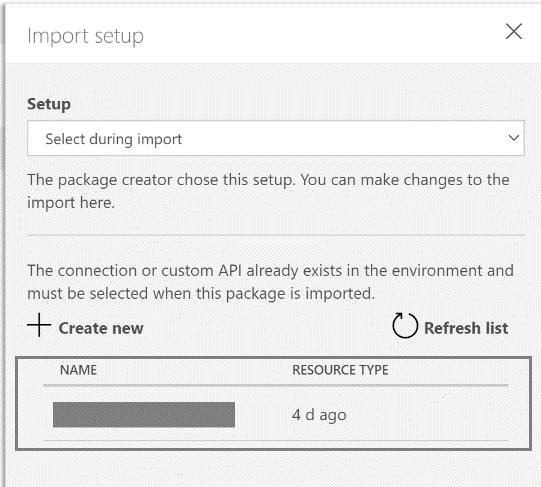 Import setup
Setup
Select during import
The package creator chose this setup. You can make changes to the
import here.
The connection or custom API already exists in the environment and
must be selected when this package is imported.
Create new Refresh list
NAME RESOURCE TYPE
4 d ago